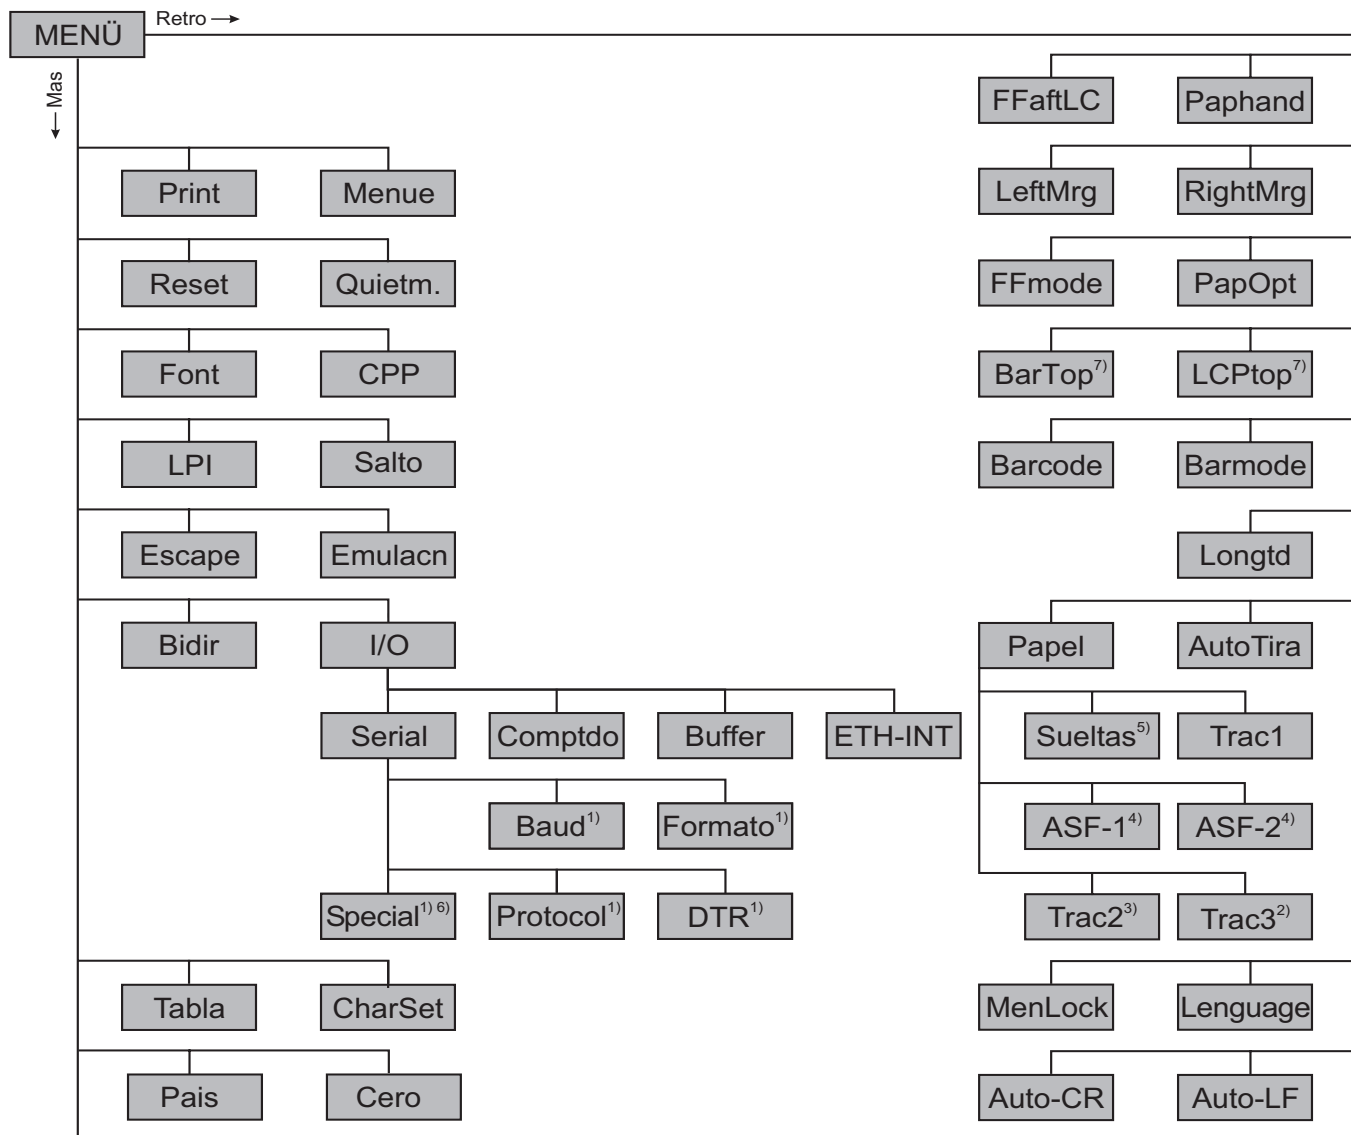 MENÜ
Retro
Mas
FFaftLC Paphand
Print Menue
LeftMrg RightMrg
Reset Quietm.
FFmode PapOpt
Font CPP
BarTop7) LCPtop7)
LPI Salto
Barcode Barmode
Escape Emulacn
Longtd
Bidir I/O
Papel AutoTira
Serial Comptdo Buffer ETH-INT
Sueltas5) Trac1
Baud1) Formato1)
ASF-14) ASF-24)
Special1) 6) Protocol1) DTR1)
Trac23) Trac32)
Tabla CharSet
MenLock Lenguage
Pais Cero
Auto-CR Auto-LF